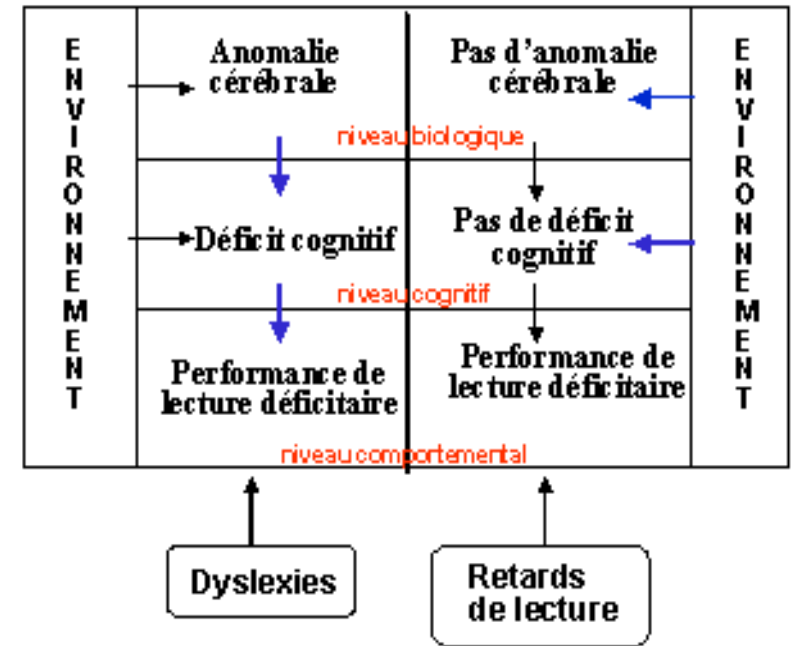 ENVIRONNEMENT
Anomalie
cérébrale
Pas d'anomalie
cérébrale
ENVIRONNEMENT
niveau biologique
Déficit cognitif
Pas de déficit
cognitif
niveau cognitif
Performance de
lecture déficitaire
Performance de
lecture déficitaire
niveau comportemental
Dyslexies
Retards
de lecture